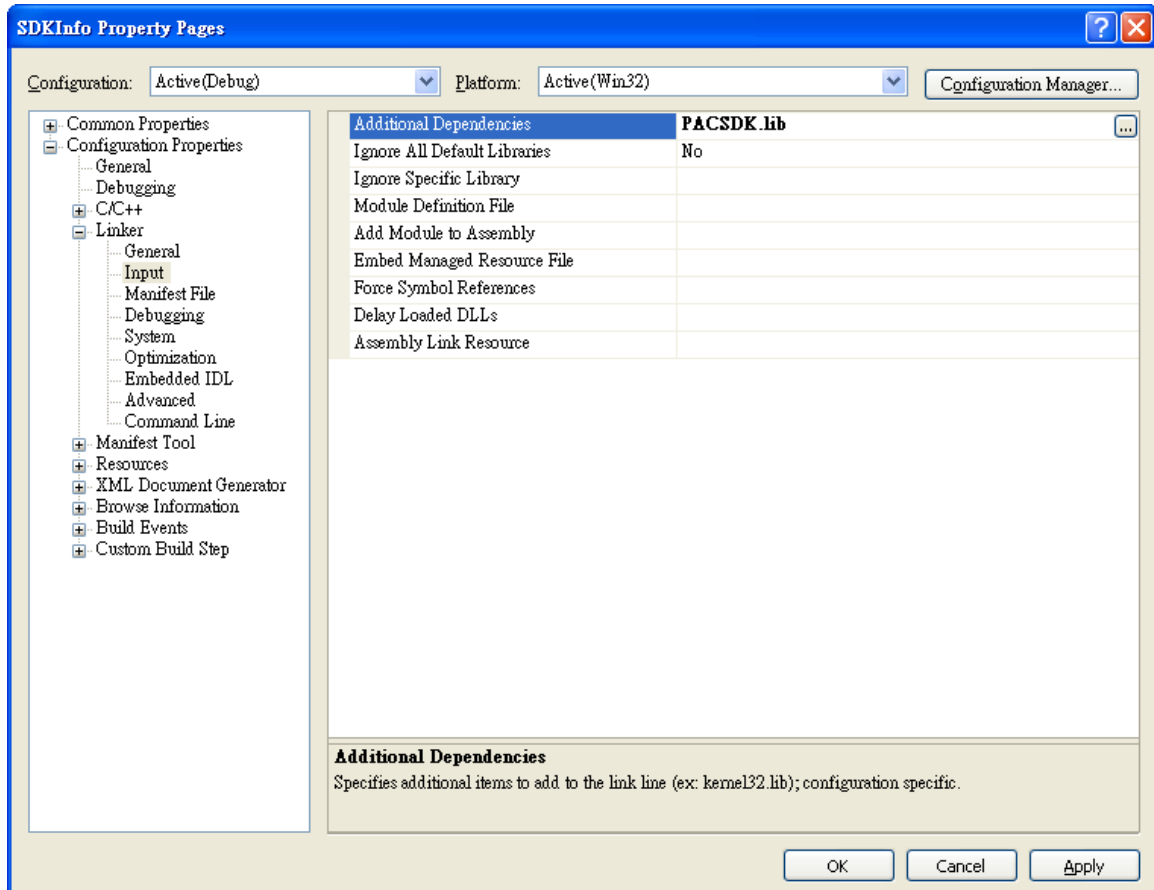 SDKInfo Property Pages
Configuration: Active(Debug) Platform: Active(Win32) Configuration Manager...
Common Properties
Configuration Properties
General
Debugging
C/C++
Linker
General
Input
Manifest File
Debugging
System
Optimization
Embedded IDL
Advanced
Command Line
Manifest Tool
Resources
XML Document Generator
Browse Information
Build Events
Custom Build Step
Additional Dependencies PACSDK.lib ...
Ignore All Default Libraries No
Ignore Specific Library
Module Definition File
Add Module to Assembly
Embed Managed Resource File
Force Symbol References
Delay Loaded DLLs
Assembly Link Resource
Additional Dependencies
Specifies additional items to add to the link line (ex: kernel32.lib); configuration specific.
OK Cancel Apply